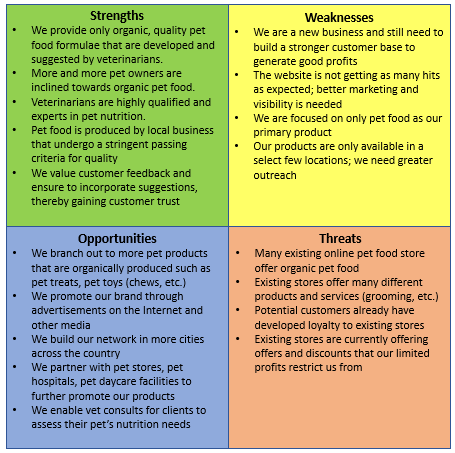 Strengths
• We provide only organic, quality pet
food formulae that are developed and
suggested by veterinarians.
• More and more pet owners are
inclined towards organic pet food.
• Veterinarians are highly qualified and
experts in pet nutrition.
• Pet food is produced by local business
that undergo a stringent passing
criteria for quality
• We value customer feedback and
ensure to incorporate suggestions,
thereby gaining customer trust
Weaknesses
• We are a new business and still need to
build a stronger customer base to
generate good profits
• The website is not getting as many hits
as expected; better marketing and
visibility is needed
• We are focused on only pet food as our
primary product
• Our products are only available in a
select few locations; we need greater
outreach
Opportunities
• We branch out to more pet products
that are organically produced such as
pet treats, pet toys (chews, etc.)
• We promote our brand through
advertisements on the Internet and
other media
• We build our network in more cities
across the country
• We partner with pet stores, pet
hospitals, pet daycare facilities to
further promote our products
• We enable vet consults for clients to
assess their pet's nutrition needs
Threats
• Many existing online pet food store
offer organic pet food
• Existing stores offer many different
products and services (grooming, etc.)
• Potential customers already have
developed loyalty to existing stores
• Existing stores are currently offering
offers and discounts that our limited
profits restrict us from